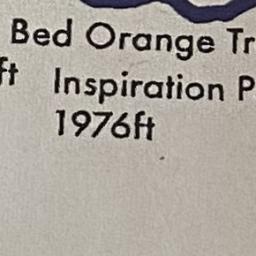 Bed Orange Tr
ft Inspiration P
1976ft